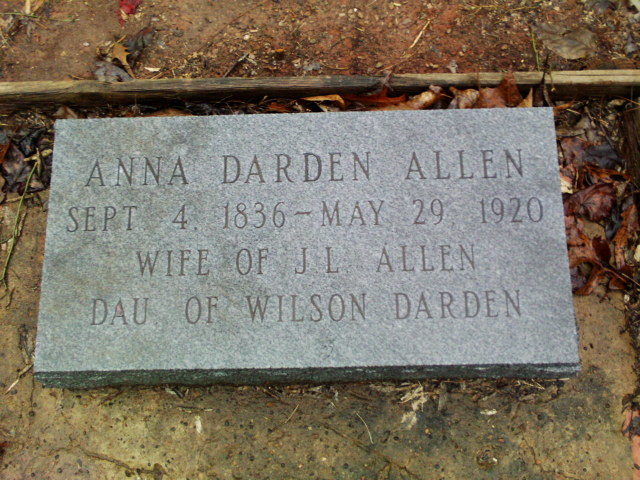 ANNA DARDEN ALLEN
SEPT. 4, 1836 – MAY 29, 1920
WIFE OF J.L. ALLEN
DAU. OF WILSON DARDEN